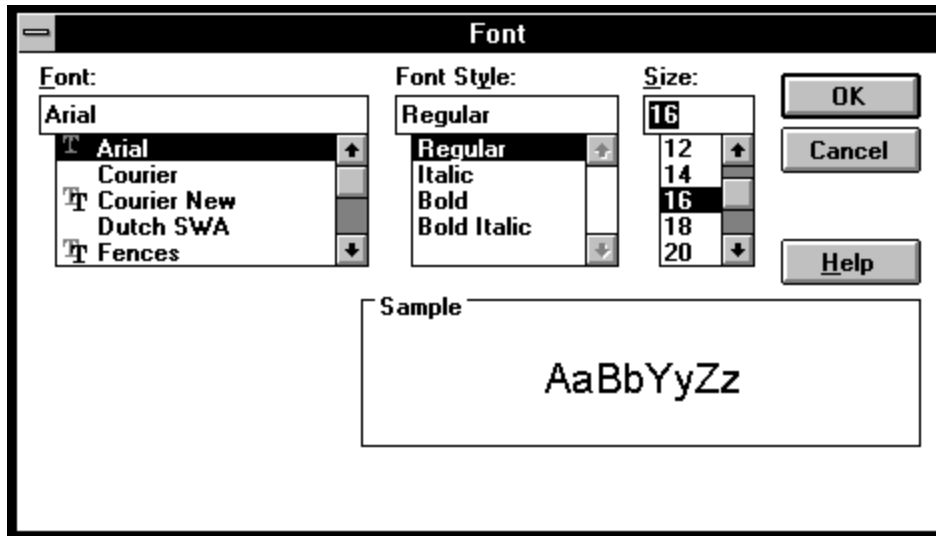 Font
Font:
Arial
Arial
Courier
Courier New
Dutch SWA
Fences
Font Style:
Regular
Regular
Italic
Bold
Bold Italic
Size:
16
12
14
16
18
20
OK
Cancel
Help
Sample
AaBbYyZz